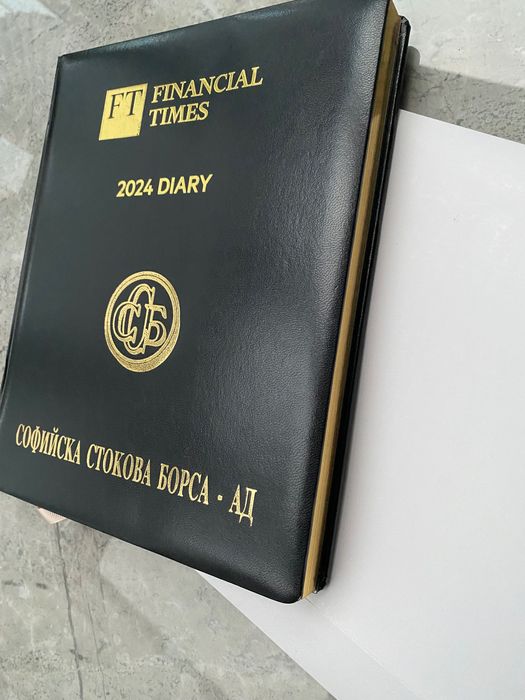 FT FINANCIAL
TIMES
2024 DIARY
ССБ
СОФИЙСКА СТОКОВА БОРСА - АД